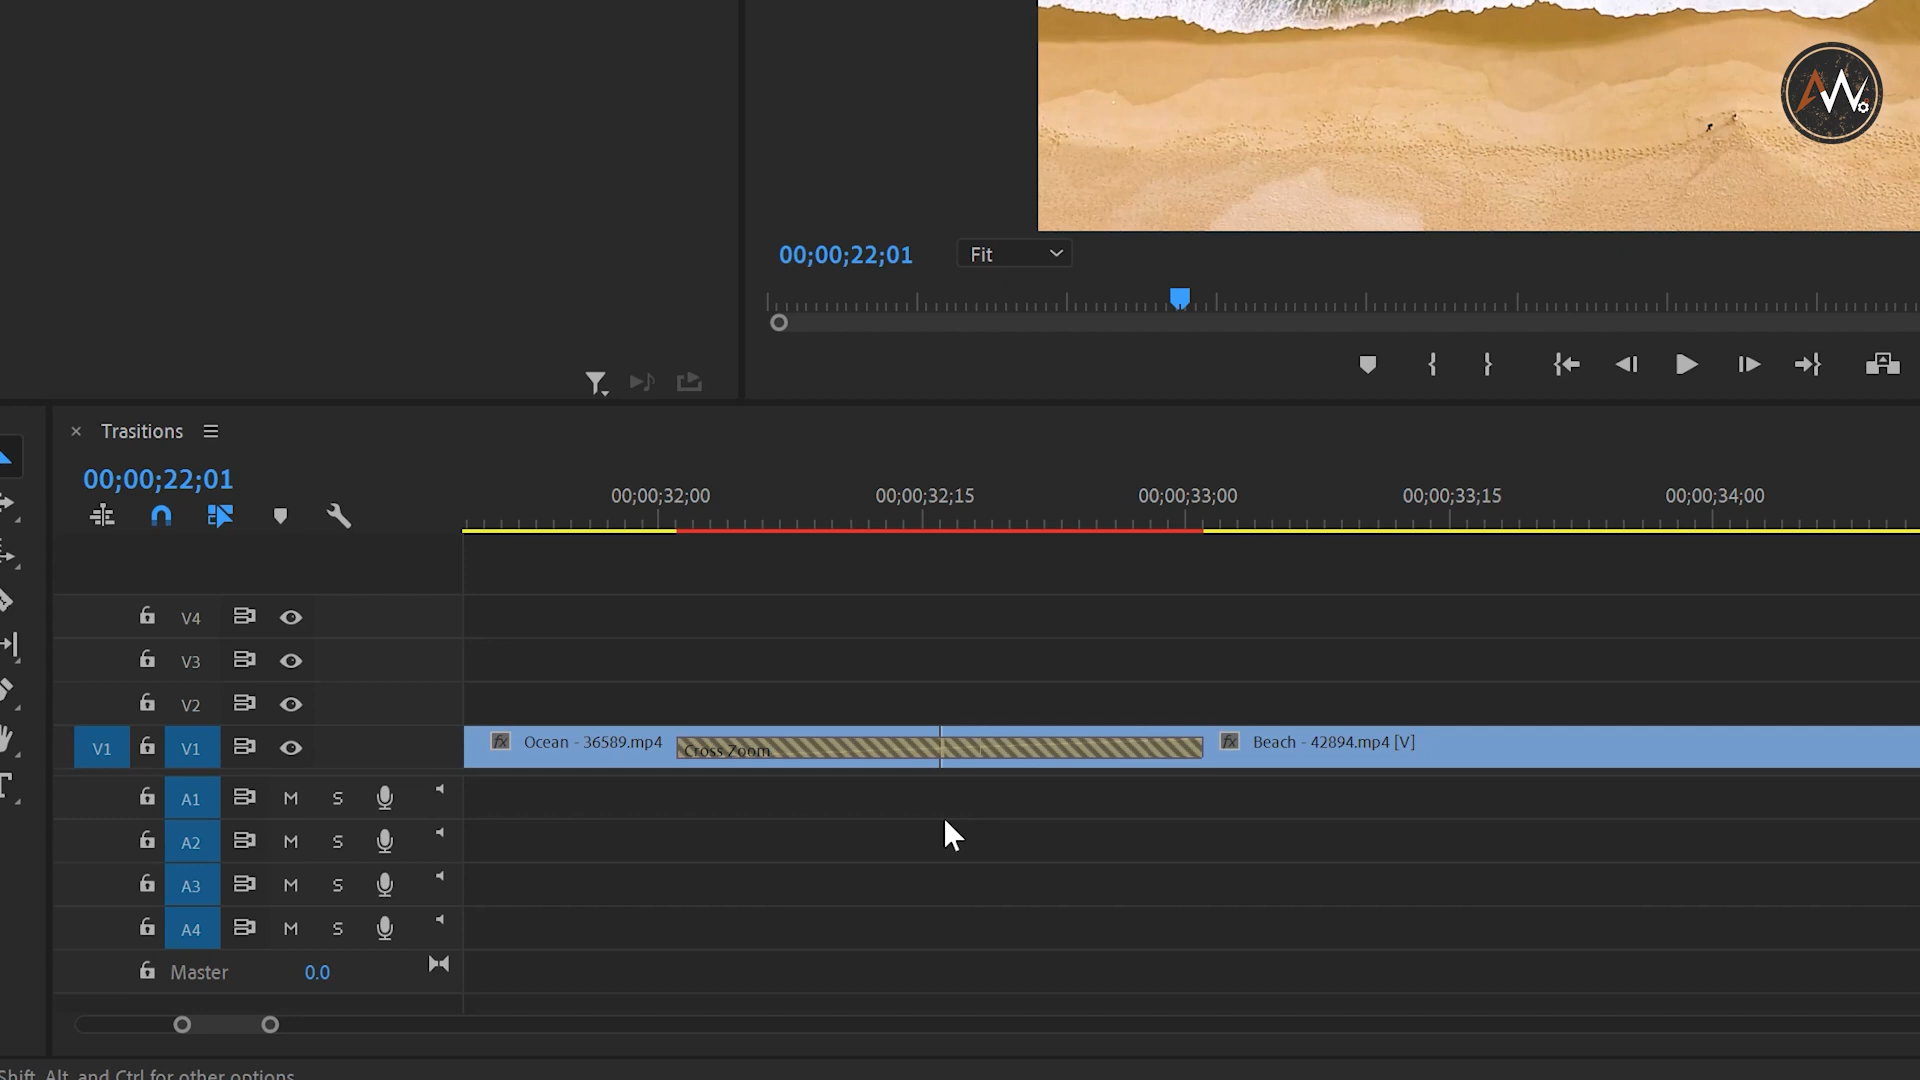 AW
00;00;22;01
Fit
Trasitions
00;00;22;01
00;00;32;00 00;00;32;15 00;00;33;00 00;00;33;15 00;00;34;00
V4
V3
V2
V1 V1 fx Ocean - 36589.mp4 Cross Zoom fx Beach - 42894.mp4 [V]
A1 M S
A2 M S
A3 M S
A4 M S
Master 0.0
Shift, Alt, and Ctrl for other options.